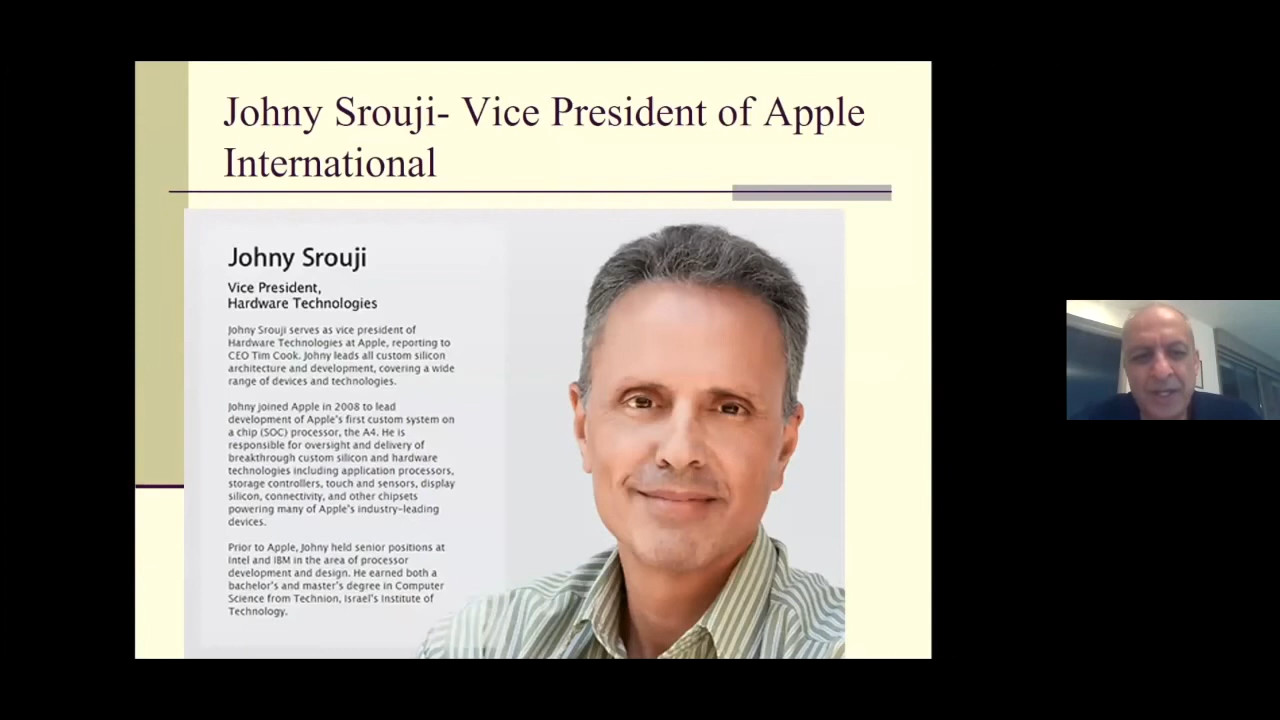 Johny Srouji- Vice President of Apple
International
Johny Srouji
Vice President,
Hardware Technologies
Johny Srouji serves as vice president of
Hardware Technologies at Apple, reporting to
CEO Tim Cook. Johny leads all custom silicon
architecture and development, covering a wide
range of devices and technologies.
Johny joined Apple in 2008 to lead
development of Apple's first custom system on
a chip (SOC) processor, the A4. He is
responsible for oversight and delivery of
breakthrough custom silicon and hardware
technologies including application processors,
storage controllers, touch and sensors, display
silicon, connectivity, and other chipsets
powering many of Apple's industry-leading
devices.
Prior to Apple, Johny held senior positions at
Intel and IBM in the area of processor
development and design. He earned both a
bachelor's and master's degree in Computer
Science from Technion, Israel's Institute of
Technology.